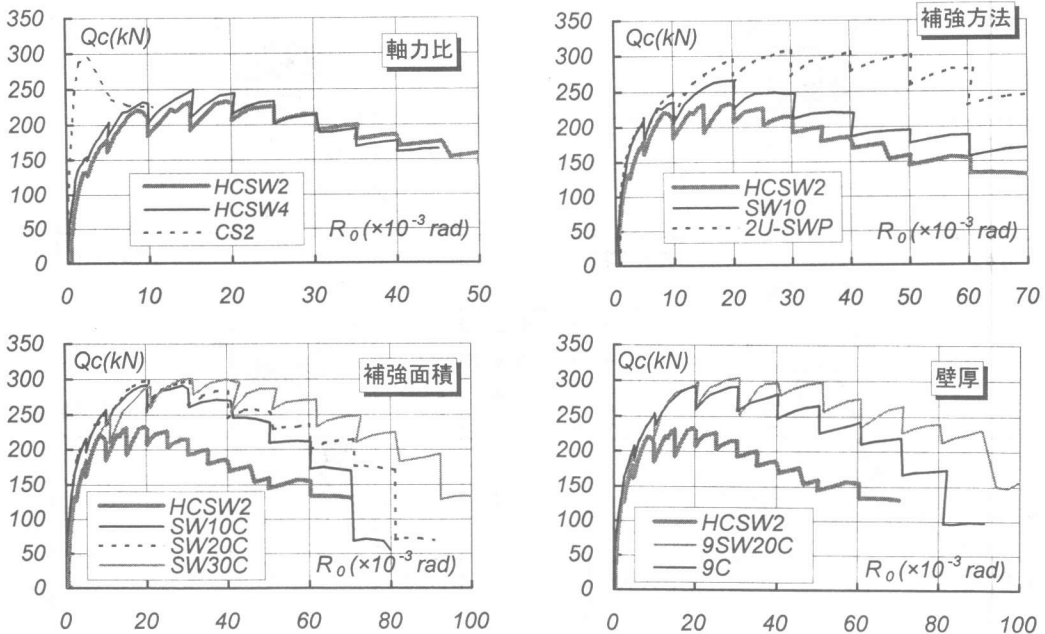 350
300
250
200
150
100
50
0
Qc(kN)
軸力比
HCSW2
HCSW4
CS2
R₀ (×10⁻³ rad)
0 10 20 30 40 50
350
300
250
200
150
100
50
0
Qc(kN)
補強方法
HCSW2
SW10
2U-SWP
R₀ (×10⁻³ rad)
0 10 20 30 40 50 60 70
350
300
250
200
150
100
50
0
Qc(kN)
補強面積
HCSW2
SW10C
SW20C
SW30C
R₀ (×10⁻³ rad)
0 20 40 60 80 100
350
300
250
200
150
100
50
0
Qc(kN)
壁厚
HCSW2
9SW20C
9C
R₀ (×10⁻³ rad)
0 20 40 60 80 100